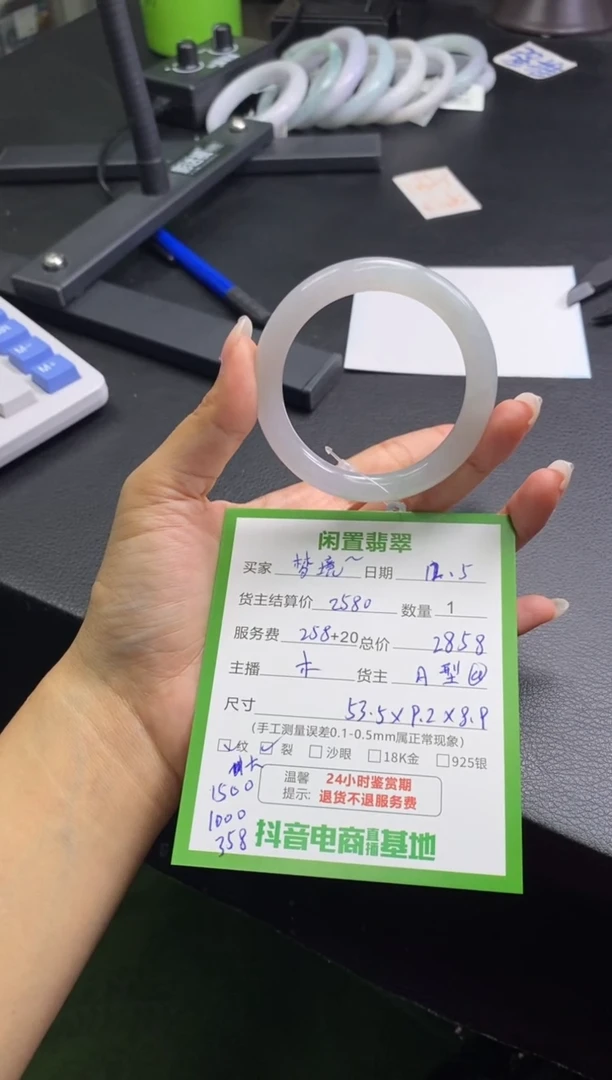 闲置翡翠
买家 梦境~ 日期 12.5
货主结算价 2580 数量 1
服务费 258+20 总价 2858
主播 木 货主 A型
尺寸 53.5×9.2×8.9
(手工测量误差0.1-0.5mm属正常现象)
纹 裂 沙眼 18K金 925银
温馨 24小时鉴赏期
提示: 退货不退服务费
1500
1000
358
抖音电商直播基地